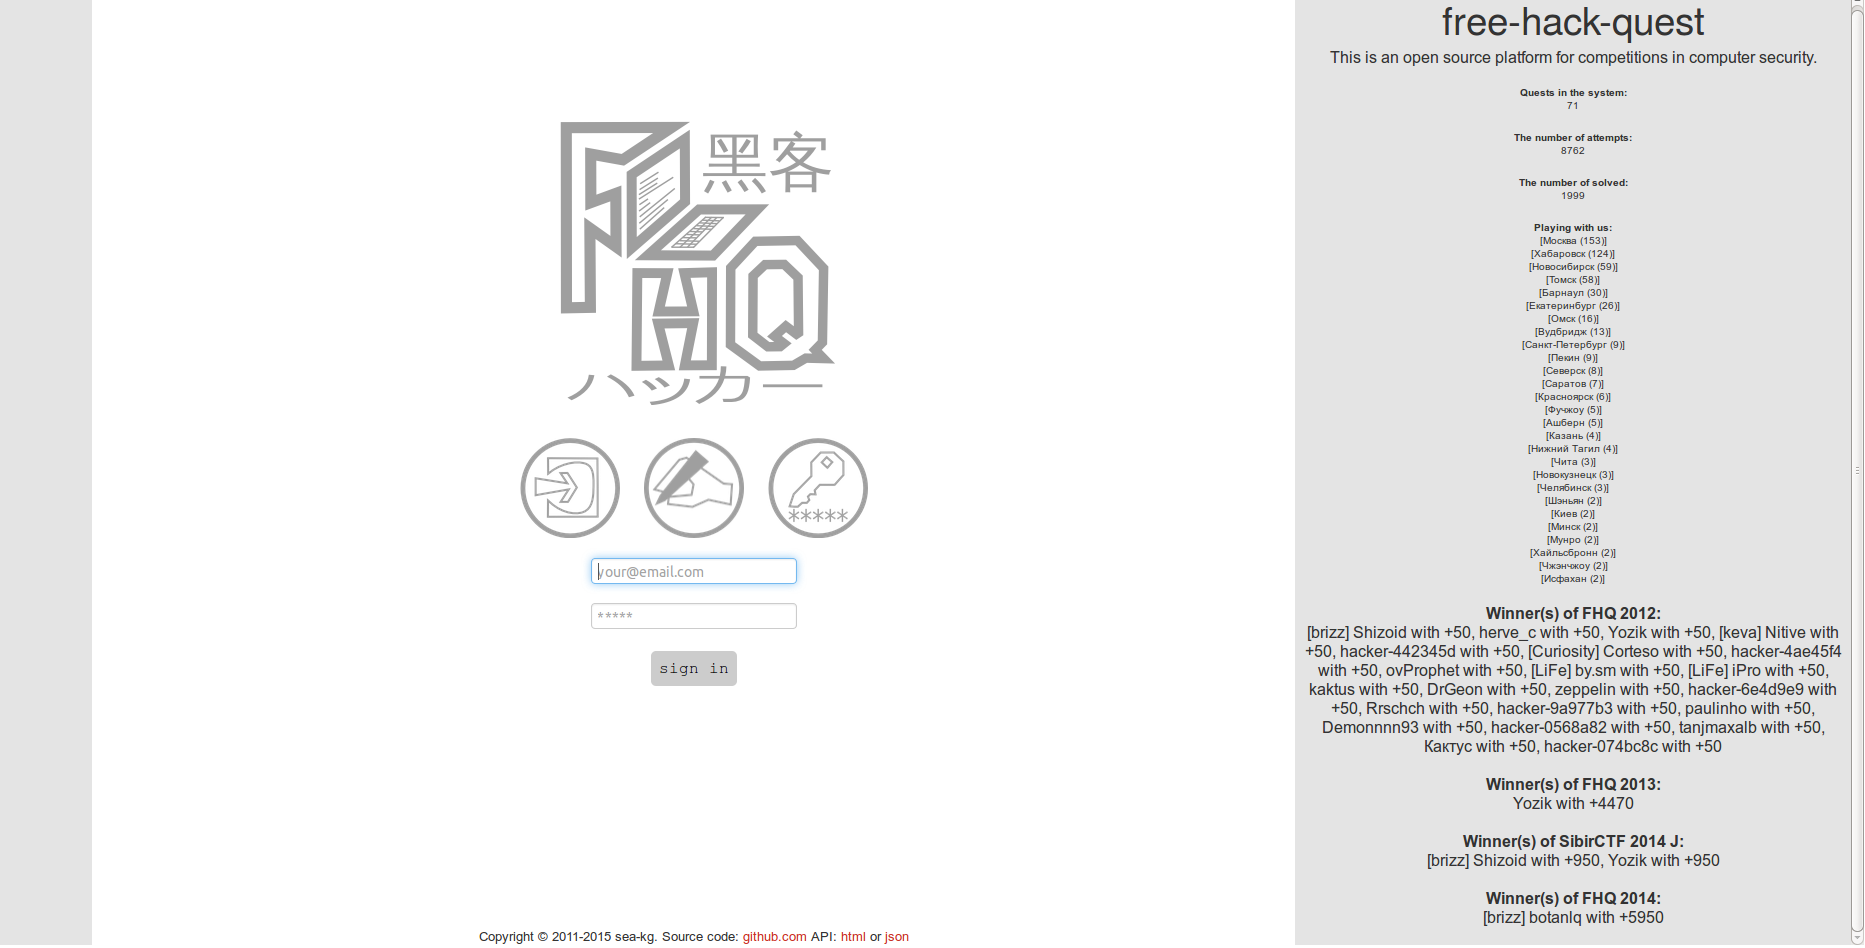 黑客
FHQ
ハッカー
your@email.com
*****
*****
sign in
Copyright © 2011-2015 sea-kg. Source code: github.com API: html or json
free-hack-quest
This is an open source platform for competitions in computer security.
Quests in the system:
71
The number of attempts:
8762
The number of solved:
1999
Playing with us:
[Москва (153)]
[Хабаровск (124)]
[Новосибирск (59)]
[Томск (58)]
[Барнаул (30)]
[Екатеринбург (26)]
[Омск (16)]
[Вудбридж (13)]
[Санкт-Петербург (9)]
[Пекин (9)]
[Северск (8)]
[Саратов (7)]
[Красноярск (6)]
[Фучжоу (5)]
[Ашберн (5)]
[Казань (4)]
[Нижний Тагил (4)]
[Чита (3)]
[Новокузнецк (3)]
[Челябинск (3)]
[Шэньян (2)]
[Киев (2)]
[Минск (2)]
[Мунро (2)]
[Хайльсбронн (2)]
[Чжэнчжоу (2)]
[Исфахан (2)]
Winner(s) of FHQ 2012:
[brizz] Shizoid with +50, herve_c with +50, Yozik with +50, [keva] Nitive with
+50, hacker-442345d with +50, [Curiosity] Corteso with +50, hacker-4ae45f4
with +50, ovProphet with +50, [LiFe] by.sm with +50, [LiFe] iPro with +50,
kaktus with +50, DrGeon with +50, zeppelin with +50, hacker-6e4d9e9 with
+50, Rrschch with +50, hacker-9a977b3 with +50, paulinho with +50,
Demonnnn93 with +50, hacker-0568a82 with +50, tanjmaxalb with +50,
Кактус with +50, hacker-074bc8c with +50
Winner(s) of FHQ 2013:
Yozik with +4470
Winner(s) of SibirCTF 2014 J:
[brizz] Shizoid with +950, Yozik with +950
Winner(s) of FHQ 2014:
[brizz] botanlq with +5950